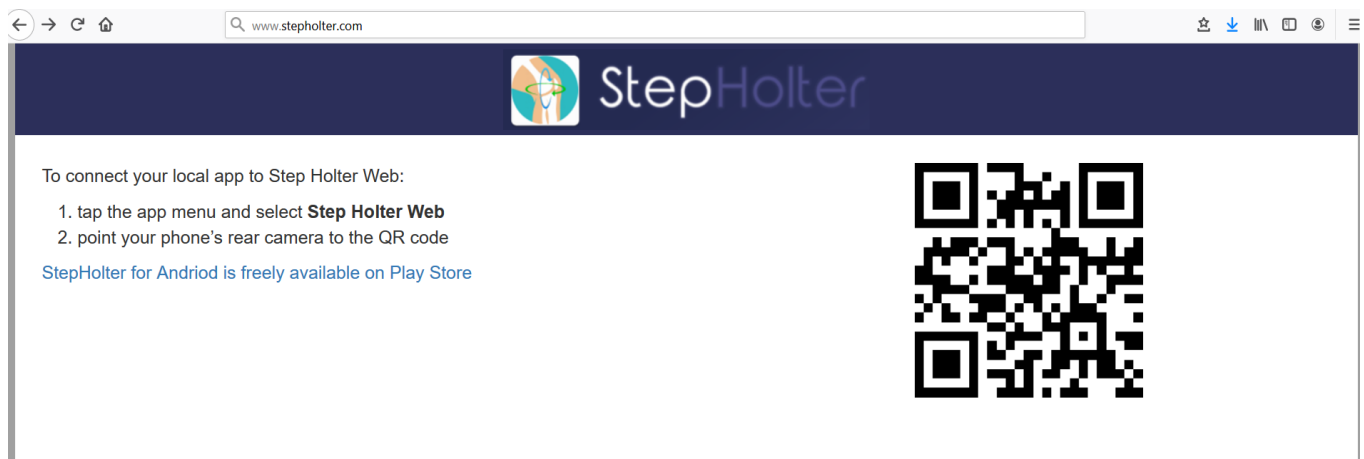 www.stepholter.com
StepHolter
To connect your local app to Step Holter Web:
1. tap the app menu and select Step Holter Web
2. point your phone’s rear camera to the QR code
StepHolter for Andriod is freely available on Play Store